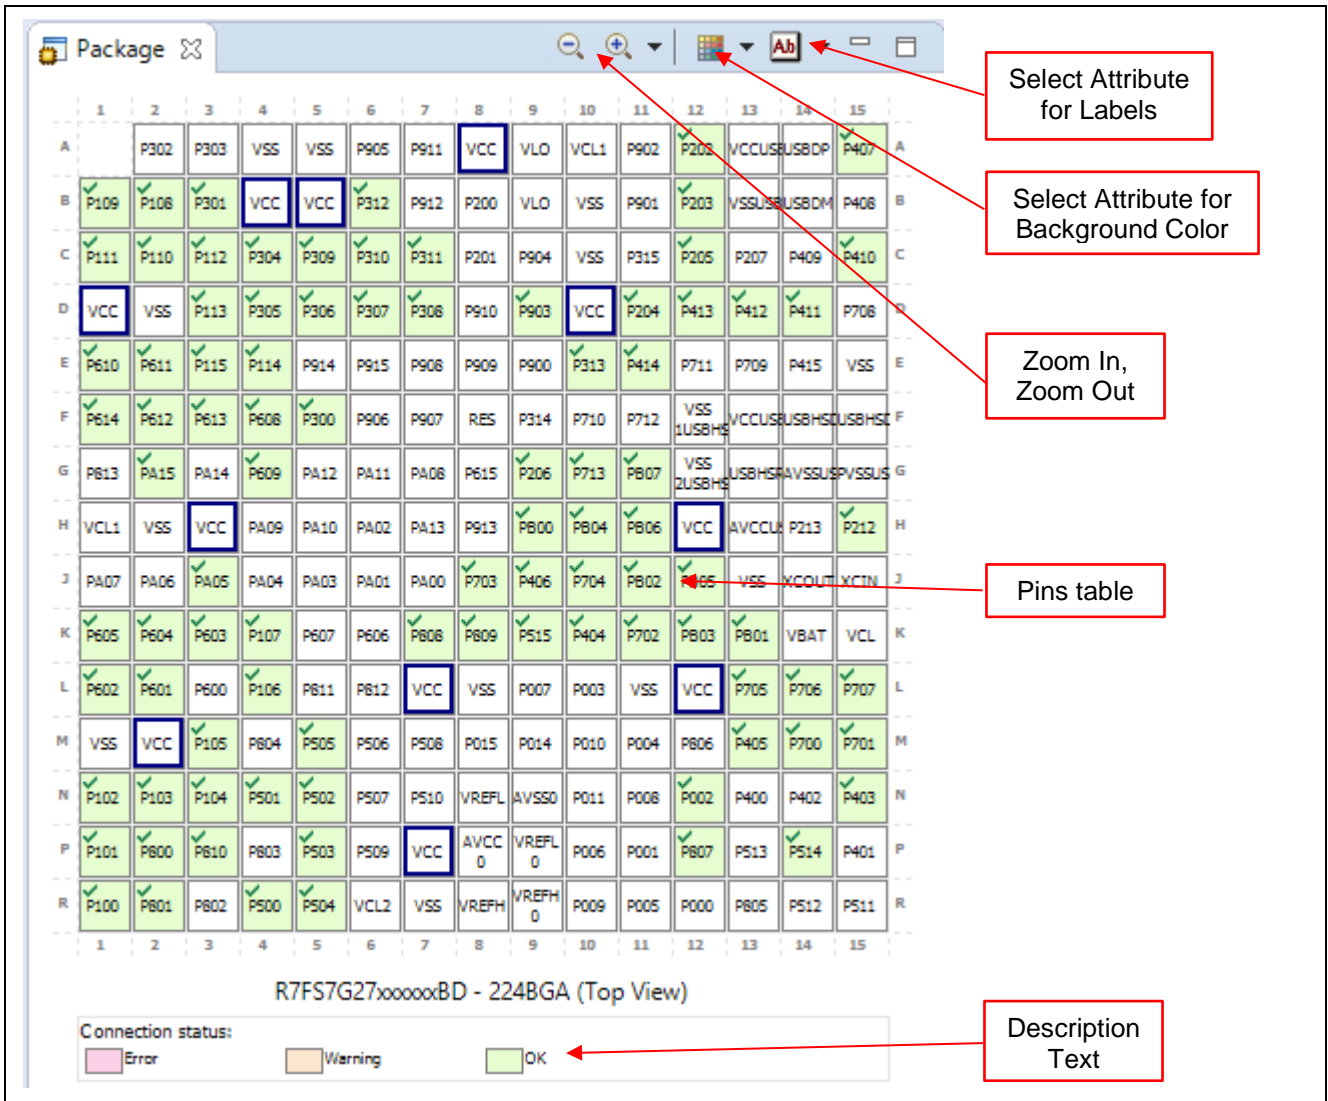 Package
Ab
Select Attribute
for Labels
1 2 3 4 5 6 7 8 9 10 11 12 13 14 15
A P302 P303 VSS VSS P905 P911 VCC VLO VCL1 P902 P202 VCCUSB USBDP P407 A
B P109 P108 P301 VCC VCC P312 P912 P200 VLO VSS P901 P203 VSSUSB USBDM P408 B
Select Attribute for
Background Color
C P111 P110 P112 P304 P309 P310 P311 P201 P904 VSS P315 P205 P207 P409 P410 C
D VCC VSS P113 P305 P306 P307 P308 P910 P903 VCC P204 P413 P412 P411 P708 D
E P610 P611 P115 P114 P914 P915 P908 P909 P900 P313 P414 P711 P709 P415 VSS E
Zoom In,
Zoom Out
F P614 P612 P613 P608 P300 P906 P907 RES P314 P710 P712 VSS 1USBHS VCCUSB USBHSD USBHSD F
G P813 PA15 PA14 P609 PA12 PA11 PA08 P615 P206 P713 PB07 VSS 2USBHS USBHSR AVSSUS PVSSUS G
H VCL1 VSS VCC PA09 PA10 PA02 PA13 P913 PB00 PB04 PB06 VCC AVCCUS P213 P212 H
J PA07 PA06 PA05 PA04 PA03 PA01 PA00 P703 P406 P704 PB02 VSS XCOUT XCIN J
Pins table
K P605 P604 P603 P107 P607 P606 P808 P809 P515 P404 P702 PB03 PB01 VBAT VCL K
L P602 P601 P600 P106 P811 P812 VCC VSS P007 P003 VSS VCC P705 P706 P707 L
M VSS VCC P105 P804 P505 P506 P508 P015 P014 P010 P004 P806 P405 P700 P701 M
N P102 P103 P104 P501 P502 P507 P510 VREFL AVSS0 P011 P008 P002 P400 P402 P403 N
P P101 P800 P810 P803 P503 P509 VCC AVCC 0 VREFL 0 P006 P001 P807 P513 P514 P401 P
R P100 P801 P802 P500 P504 VCL2 VSS VREFH VREFH 0 P009 P005 P000 P805 P512 P511 R
1 2 3 4 5 6 7 8 9 10 11 12 13 14 15
R7FS7G27xxxxxxBD - 224BGA (Top View)
Connection status:
Error Warning OK
Description
Text